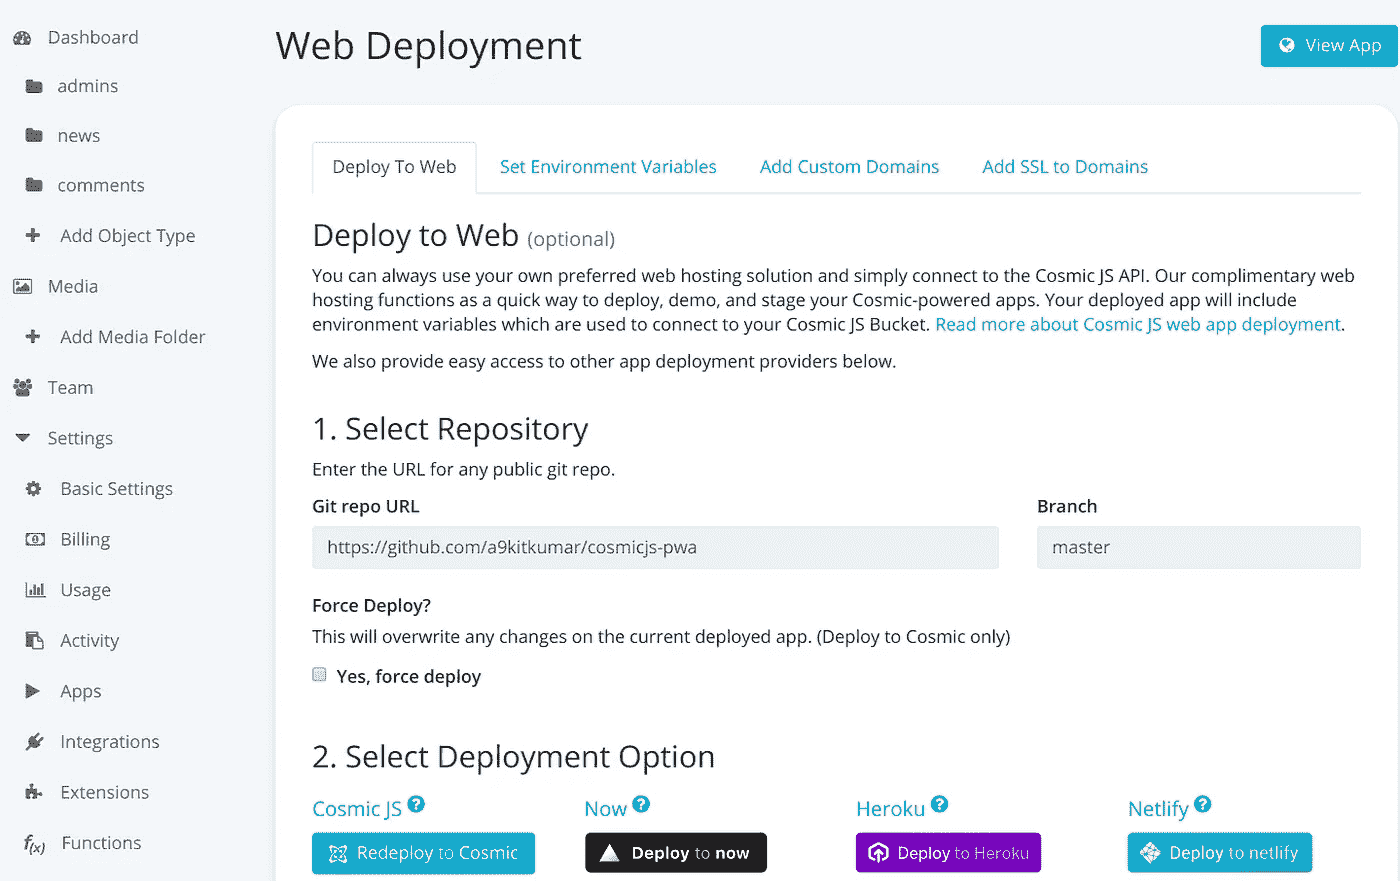 Dashboard
admins
news
comments
Add Object Type
Media
Add Media Folder
Team
Settings
Basic Settings
Billing
Usage
Activity
Apps
Integrations
Extensions
f(x) Functions
Web Deployment
View App
Deploy To Web
Set Environment Variables
Add Custom Domains
Add SSL to Domains
Deploy to Web (optional)
You can always use your own preferred web hosting solution and simply connect to the Cosmic JS API. Our complimentary web
hosting functions as a quick way to deploy, demo, and stage your Cosmic-powered apps. Your deployed app will include
environment variables which are used to connect to your Cosmic JS Bucket. Read more about Cosmic JS web app deployment.
We also provide easy access to other app deployment providers below.
1. Select Repository
Enter the URL for any public git repo.
Git repo URL
https://github.com/a9kitkumar/cosmicjs-pwa
Branch
master
Force Deploy?
This will overwrite any changes on the current deployed app. (Deploy to Cosmic only)
Yes, force deploy
2. Select Deployment Option
Cosmic JS ?
Redeploy to Cosmic
Now ?
Deploy to now
Heroku ?
Deploy to Heroku
Netlify ?
Deploy to netlify